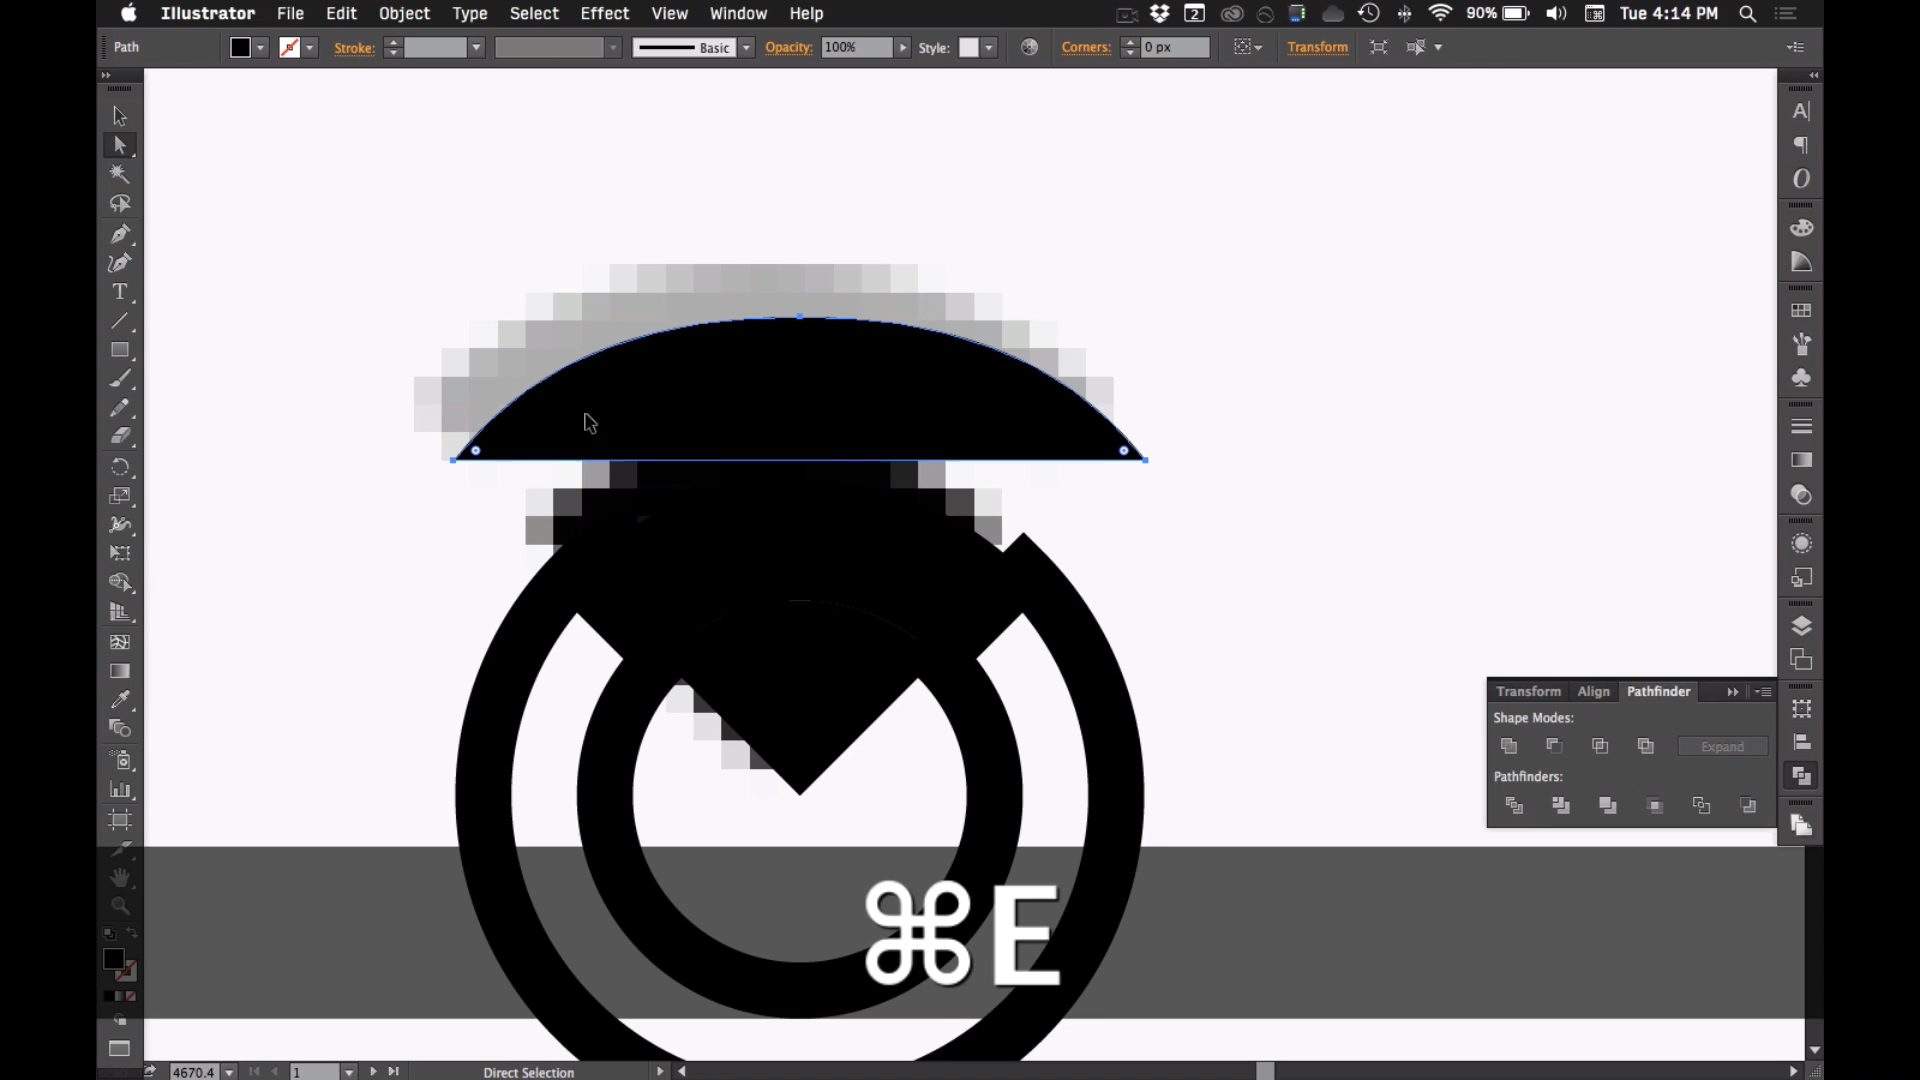 Illustrator File Edit Object Type Select Effect View Window Help 2 90% Tue 4:14 PM
Path Stroke: Basic Opacity: 100% Style: Corners: 0 px Transform
Transform Align Pathfinder
Shape Modes:
Expand
Pathfinders:
⌘E
4670.4 1 Direct Selection